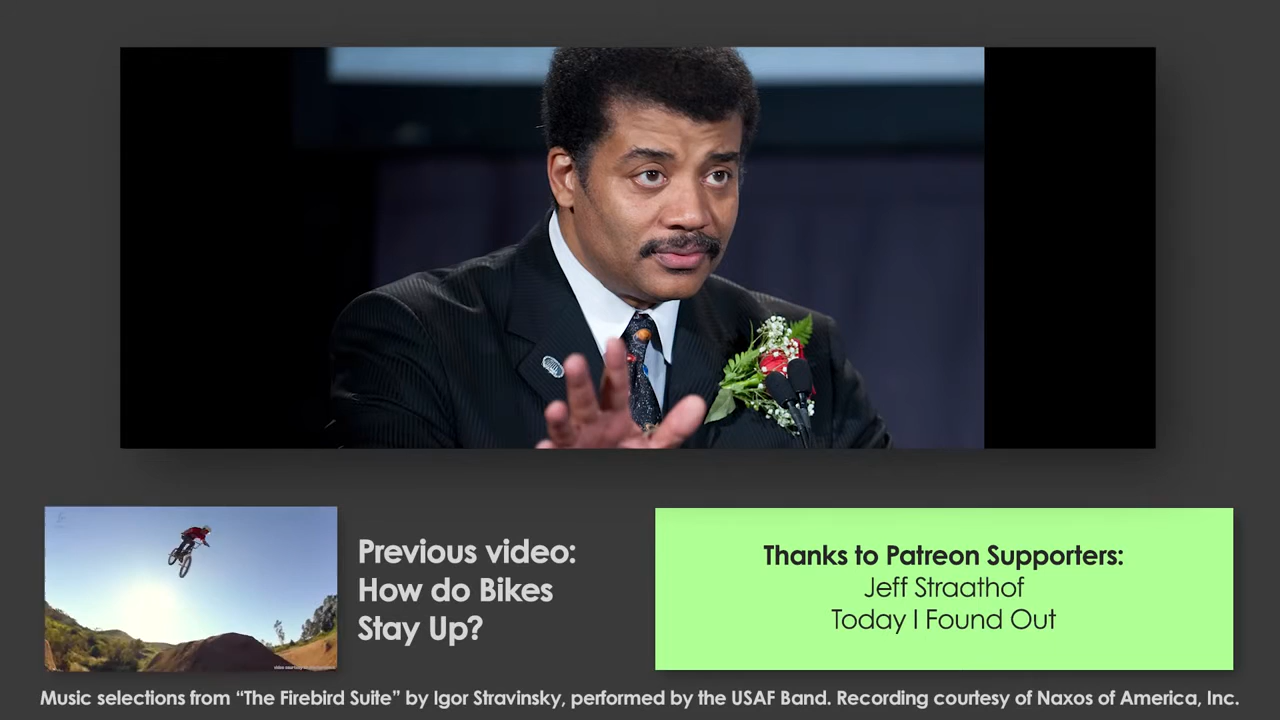 Previous video:
How do Bikes
Stay Up?
Thanks to Patreon Supporters:
Jeff Straathof
Today I Found Out
Music selections from “The Firebird Suite” by Igor Stravinsky, performed by the USAF Band. Recording courtesy of Naxos of America, Inc.